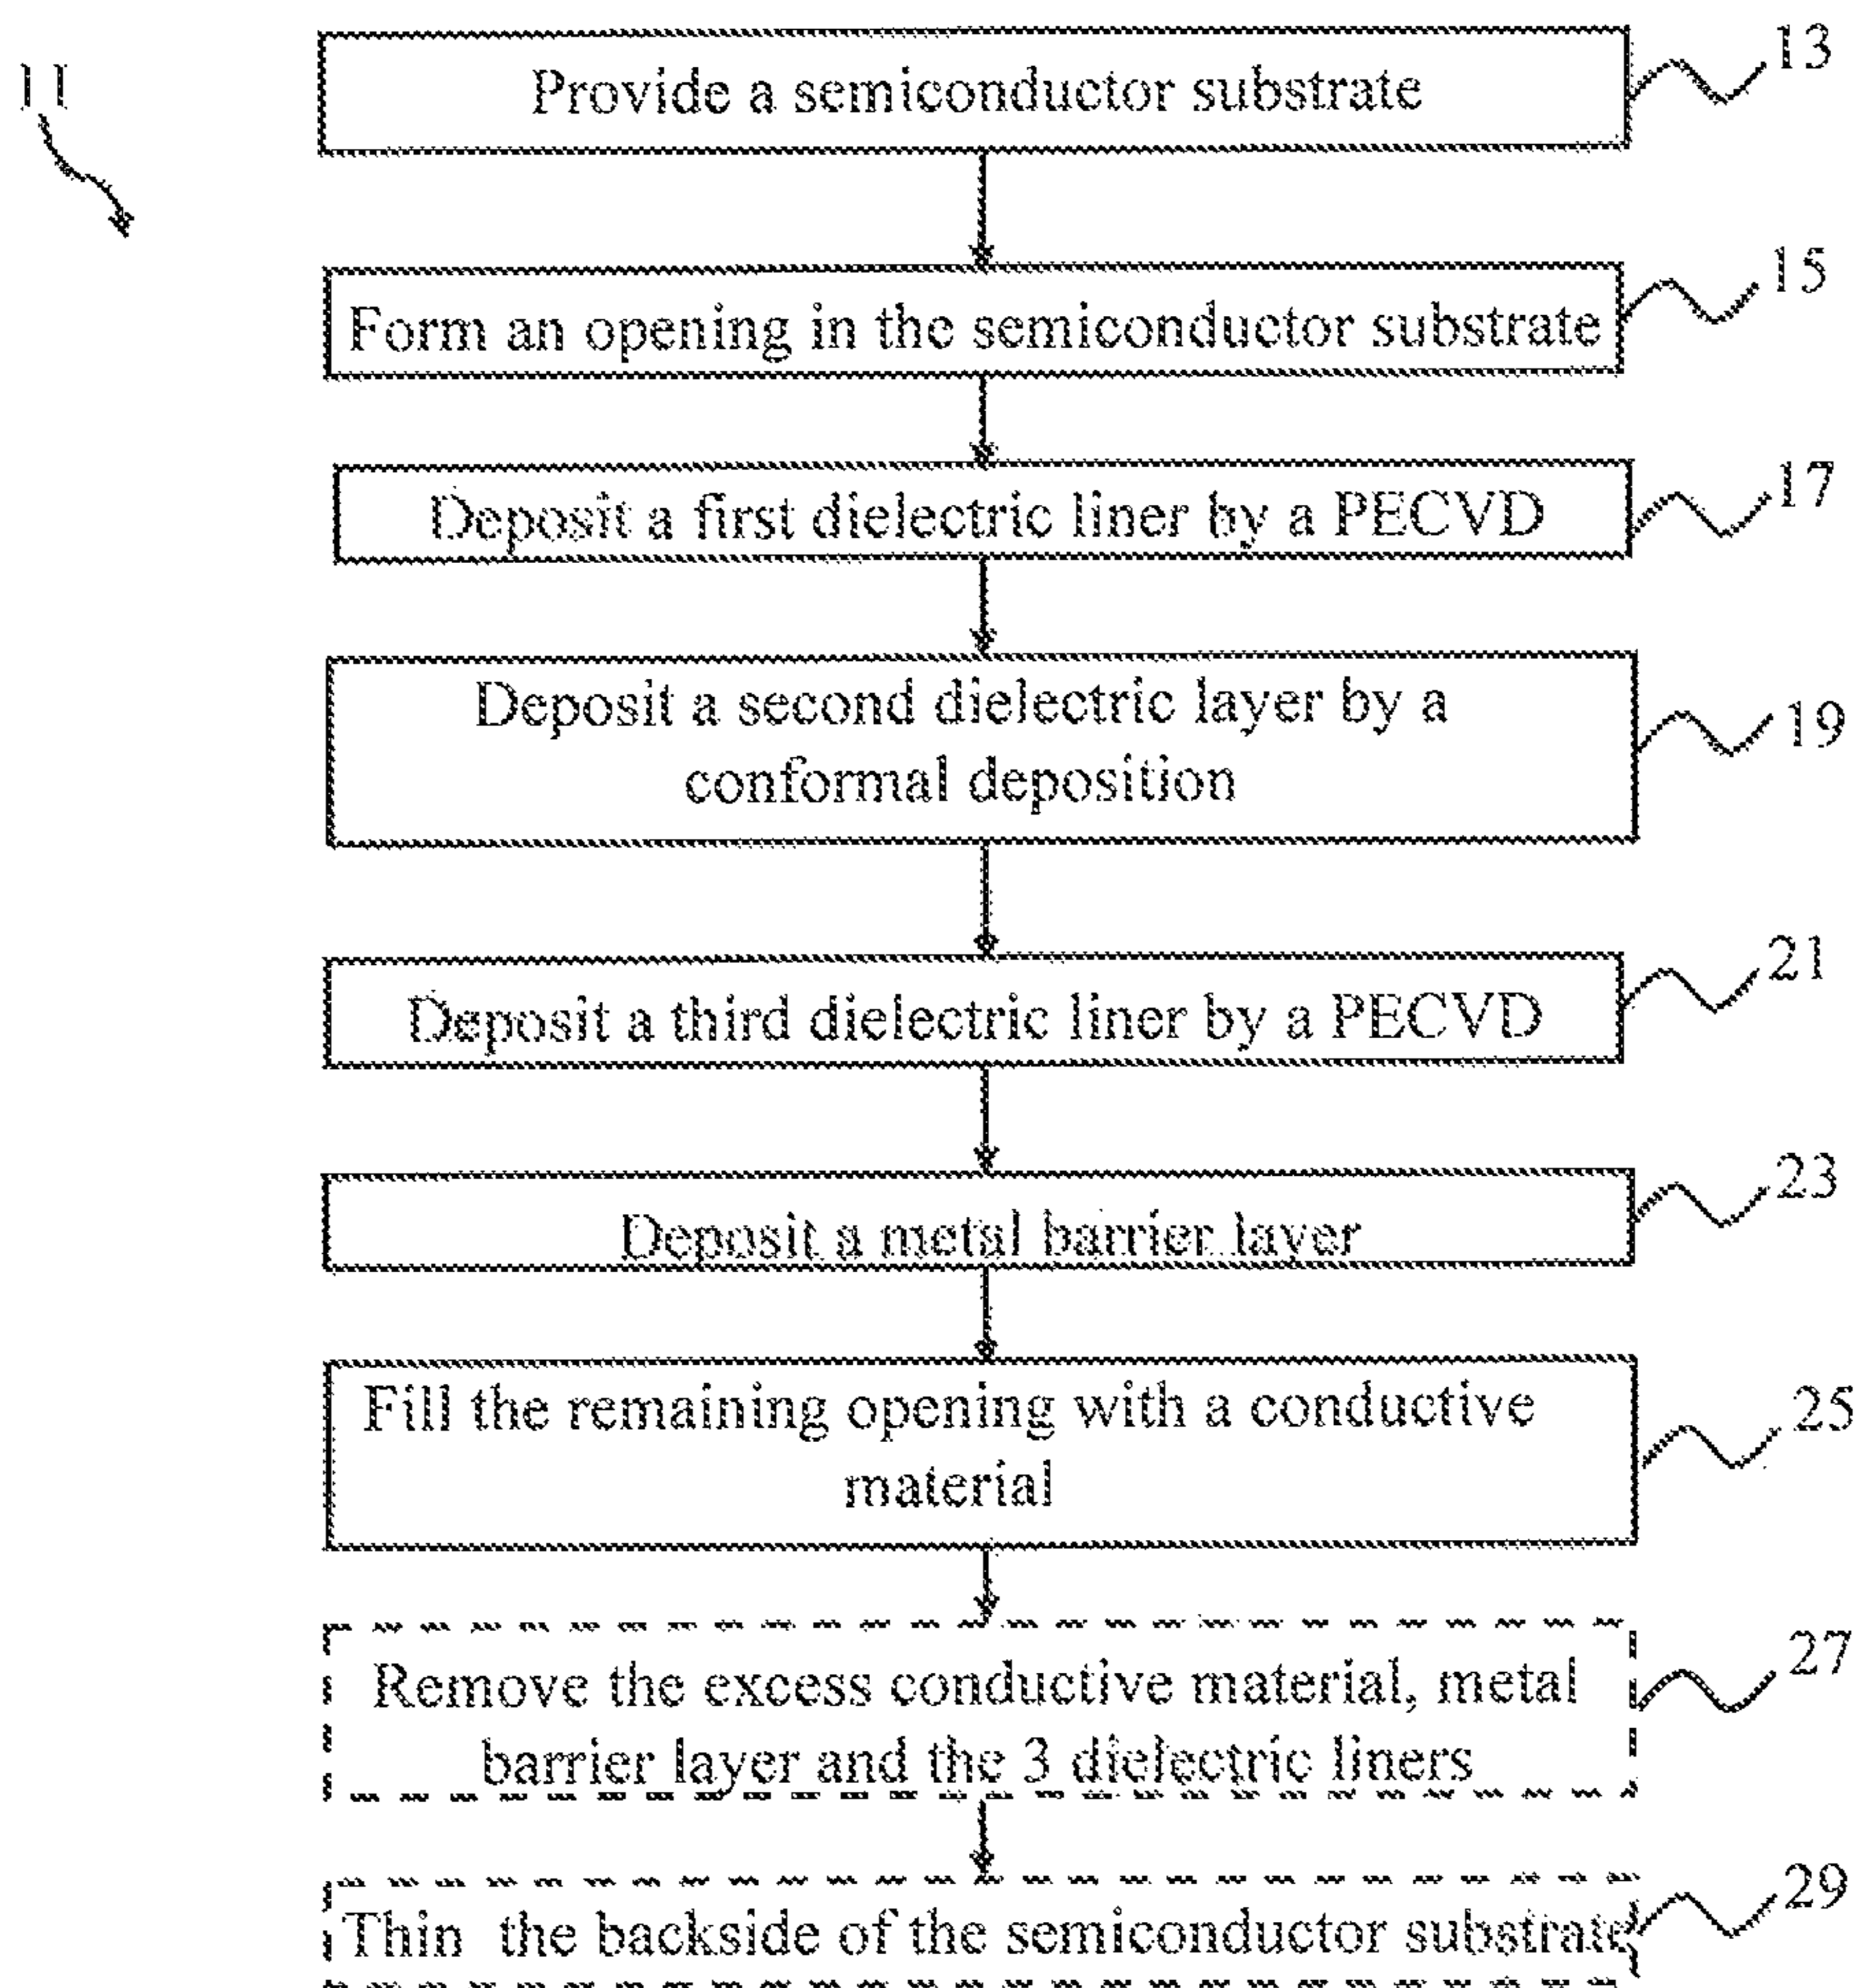 11
Provide a semiconductor substrate
13
Form an opening in the semiconductor substrate
15
Deposit a first dielectric liner by a PECVD
17
Deposit a second dielectric layer by a
conformal deposition
19
Deposit a third dielectric liner by a PECVD
21
Deposit a metal barrier layer
23
Fill the remaining opening with a conductive
material
25
Remove the excess conductive material, metal
barrier layer and the 3 dielectric liners
27
Thin the backside of the semiconductor substrate
29